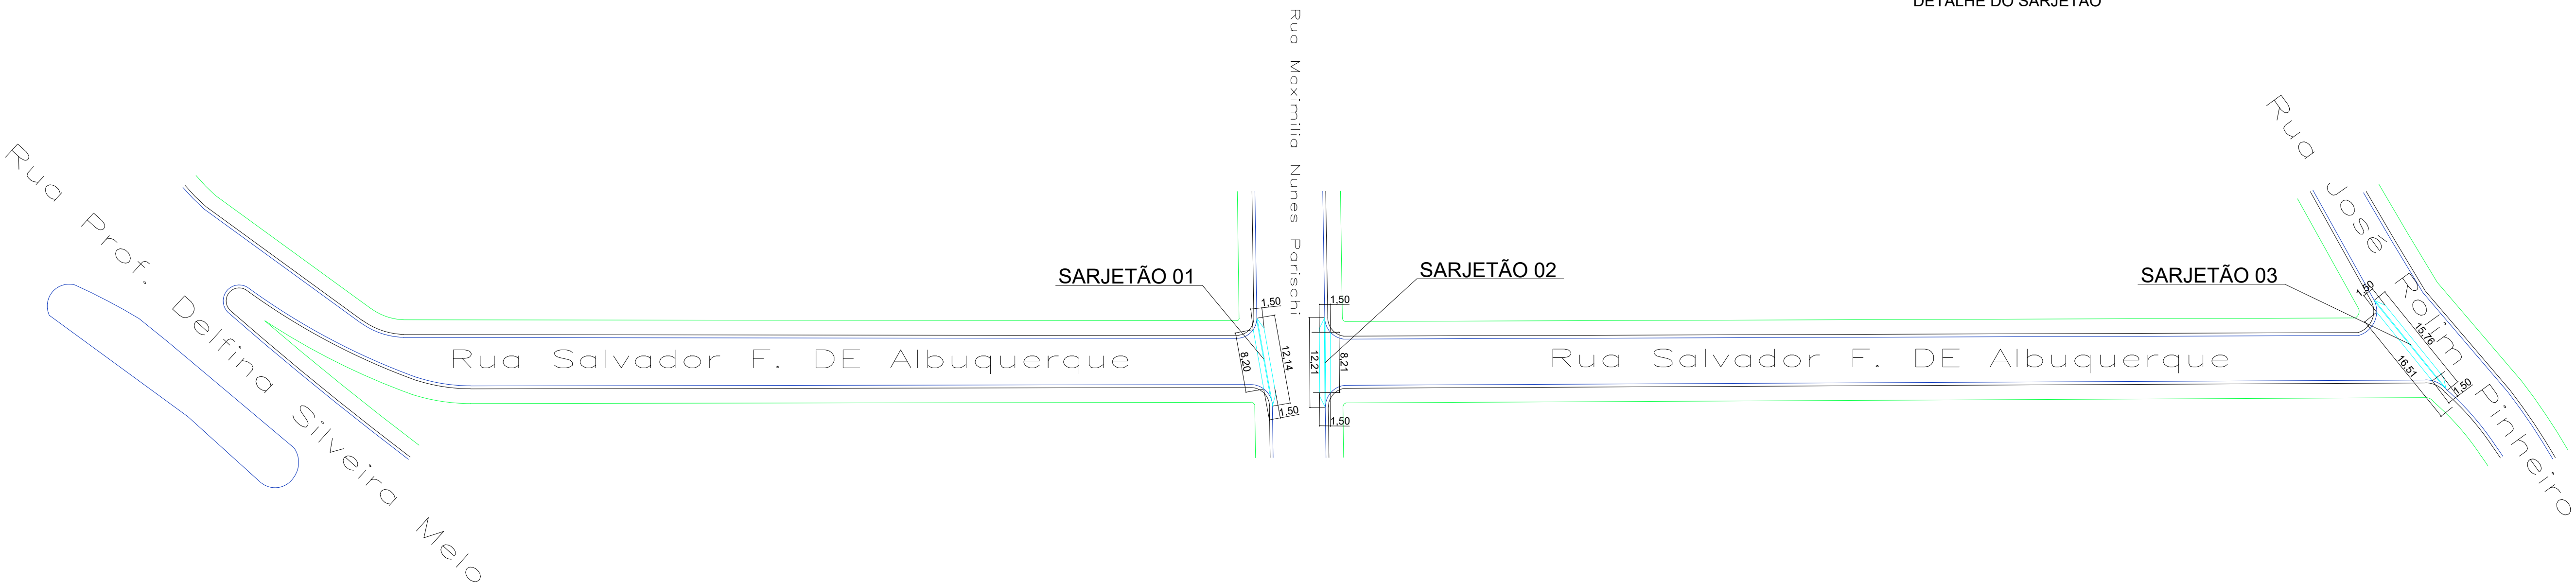 DETALHE DO SARJETÃO
Rua Maximilia Nunes Parischi
Rua Prof. Delfina Silveira Melo
Rua José Rolim Pinheiro
SARJETÃO 01
SARJETÃO 02
SARJETÃO 03
Rua Salvador F. DE Albuquerque
Rua Salvador F. DE Albuquerque
1,50
8,20
12,14
1,50
1,50
12,21
8,21
1,50
1,50
15,76
16,51
1,50